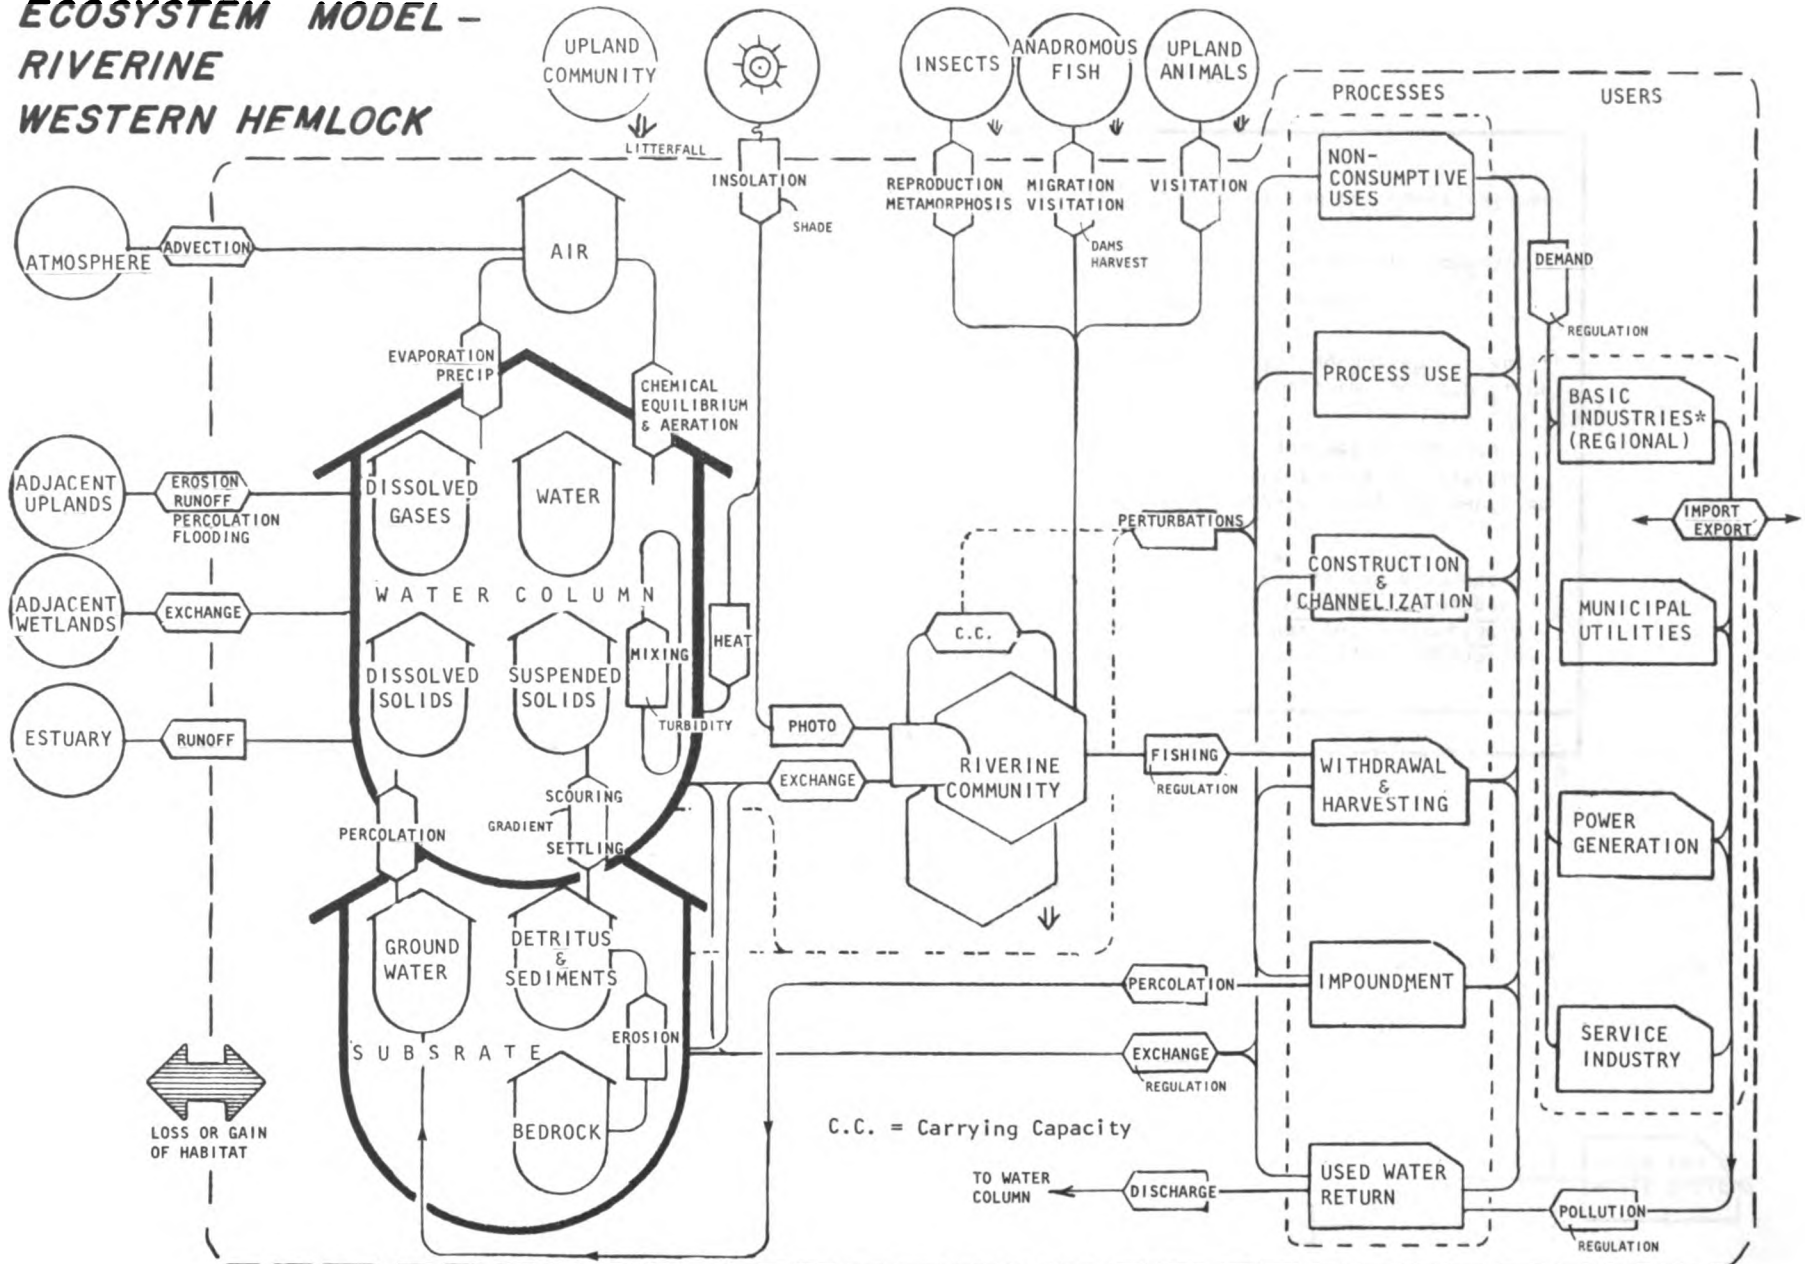 ECOSYSTEM MODEL -
RIVERINE
WESTERN HEMLOCK
UPLAND
COMMUNITY
LITTERFALL
INSOLATION
SHADE
INSECTS
REPRODUCTION
METAMORPHOSIS
ANADROMOUS
FISH
MIGRATION
VISITATION
DAMS
HARVEST
UPLAND
ANIMALS
VISITATION
PROCESSES
USERS
ATMOSPHERE
ADVECTION
AIR
EVAPORATION
PRECIP
CHEMICAL
EQUILIBRIUM
& AERATION
ADJACENT
UPLANDS
EROSION
RUNOFF
PERCOLATION
FLOODING
ADJACENT
WETLANDS
EXCHANGE
ESTUARY
RUNOFF
DISSOLVED
GASES
WATER
WATER COLUMN
DISSOLVED
SOLIDS
SUSPENDED
SOLIDS
MIXING
TURBIDITY
HEAT
PERCOLATION
SCOURING
GRADIENT
SETTLING
GROUND
WATER
DETRITUS
&
SEDIMENTS
EROSION
SUBSRATE
BEDROCK
LOSS OR GAIN
OF HABITAT
PHOTO
EXCHANGE
C.C.
RIVERINE
COMMUNITY
PERTURBATIONS
FISHING
REGULATION
PERCOLATION
EXCHANGE
REGULATION
C.C. = Carrying Capacity
TO WATER
COLUMN
DISCHARGE
NON-
CONSUMPTIVE
USES
PROCESS USE
CONSTRUCTION
&
CHANNELIZATION
WITHDRAWAL
&
HARVESTING
IMPOUNDMENT
USED WATER
RETURN
DEMAND
REGULATION
BASIC
INDUSTRIES*
(REGIONAL)
IMPORT
EXPORT
MUNICIPAL
UTILITIES
POWER
GENERATION
SERVICE
INDUSTRY
POLLUTION
REGULATION